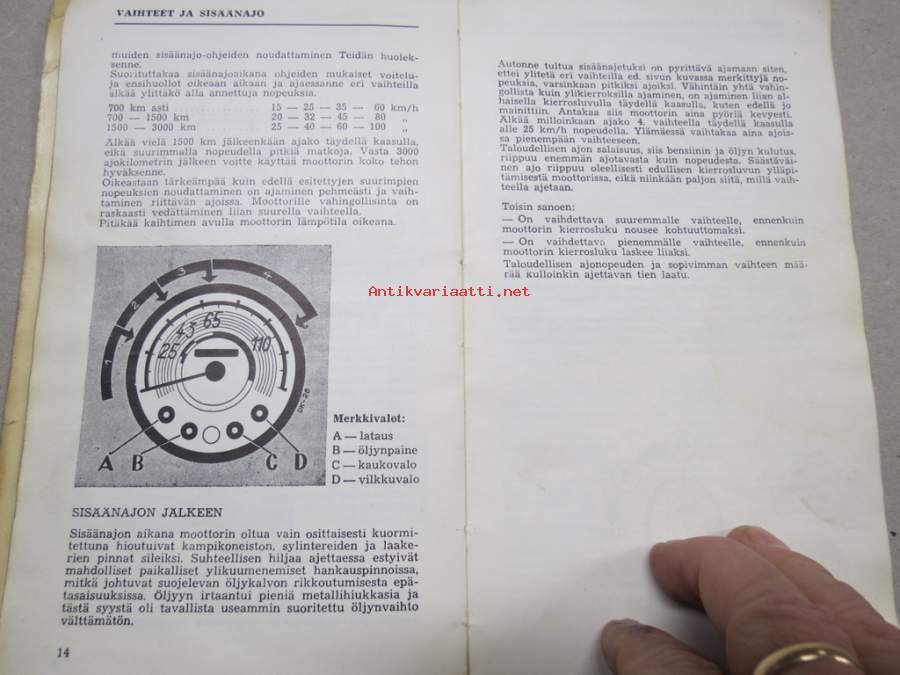 VAIHTEET JA SISÄÄNAJO
muiden sisäänajo-ohjeiden noudattaminen Teidän huolek-
senne.
Suorituttakaa sisäänajoaikana ohjeiden mukaiset voitelu-
ja ensihuollot oikeaan aikaan ja ajaessanne eri vaihteilla
älkää ylittäkö alla annettuja nopeuksia.
700 km asti 15 — 25 — 35 — 60 km/h
700 — 1500 km 20 — 32 — 45 — 80 „
1500 — 3000 km 25 — 40 — 60 — 100 „
Älkää vielä 1500 km jälkeenkään ajako täydellä kaasulla,
eikä suurimmalla nopeudella pitkiä matkoja. Vasta 3000
ajokilometrin jälkeen voitte käyttää moottorin koko tehon
hyväksenne.
Oikeastaan tärkeämpää kuin edellä esitettyjen suurimpien
nopeuksien noudattaminen on ajaminen pehmeästi ja vaih-
taminen riittävän ajoissa. Moottorille vahingollisinta on
raskaasti vedättäminen liian suurella vaihteella.
Pitäkää kaihtimen avulla moottorin lämpötila oikeana.
1 2 3 4
25 43 65 110
DK-26
A B C D
Merkkivalot:
A — lataus
B — öljynpaine
C — kaukovalo
D — vilkkuvalo
SISÄÄNAJON JÄLKEEN
Sisäänajon aikana moottorin oltua vain osittaisesti kuormi-
tettuna hioutuivat kampikoneiston, sylintereiden ja laake-
rien pinnat sileiksi. Suhteellisen hiljaa ajettaessa estyivät
mahdolliset paikalliset ylikuumenemiset hankauspinnoissa,
mitkä johtuvat suojelevan öljykalvon rikkoutumisesta epä-
tasaisuuksissa. Öljyyn irtaantui pieniä metallihiukkasia ja
tästä syystä oli tavallista useammin suoritettu öljynvaihto
välttämätön.
14
Autonne tultua sisäänajetuksi on pyrittävä ajamaan siten,
ettei ylitetä eri vaihteilla ed. sivun kuvassa merkittyjä no-
peuksia, varsinkaan pitkiksi ajoiksi. Vähintäin yhtä vahin-
gollista kuin ylikierroksilla ajaminen, on ajaminen liian al-
haisella kierrosluvulla täydellä kaasulla, kuten edellä jo
mainittiin. Antakaa siis moottorin aina pyöriä kevyesti.
Älkää milloinkaan ajako 4. vaihteella täydellä kaasulla
alle 25 km/h nopeudella. Ylämäessä vaihtakaa aina ajois-
sa pienempään vaihteeseen.
Taloudellisen ajon salaisuus, siis bensiinin ja öljyn kulutus,
riippuu enemmän ajotavasta kuin nopeudesta. Säästäväi-
nen ajo riippuu oleellisesti edullisen kierrosluvun ylläpi-
tämisestä moottorissa, eikä niinkään paljon siitä, millä vaih-
teella ajetaan.
Toisin sanoen:
— On vaihdettava suuremmalle vaihteelle, ennenkuin
moottorin kierrosluku nousee kohtuuttomaksi.
— On vaihdettava pienemmälle vaihteelle, ennenkuin
moottorin kierrosluku laskee liiaksi.
Taloudellisen ajonopeuden ja sopivimman vaihteen mää-
rää kulloinkin ajettavan tien laatu.
Antikvariaatti.net